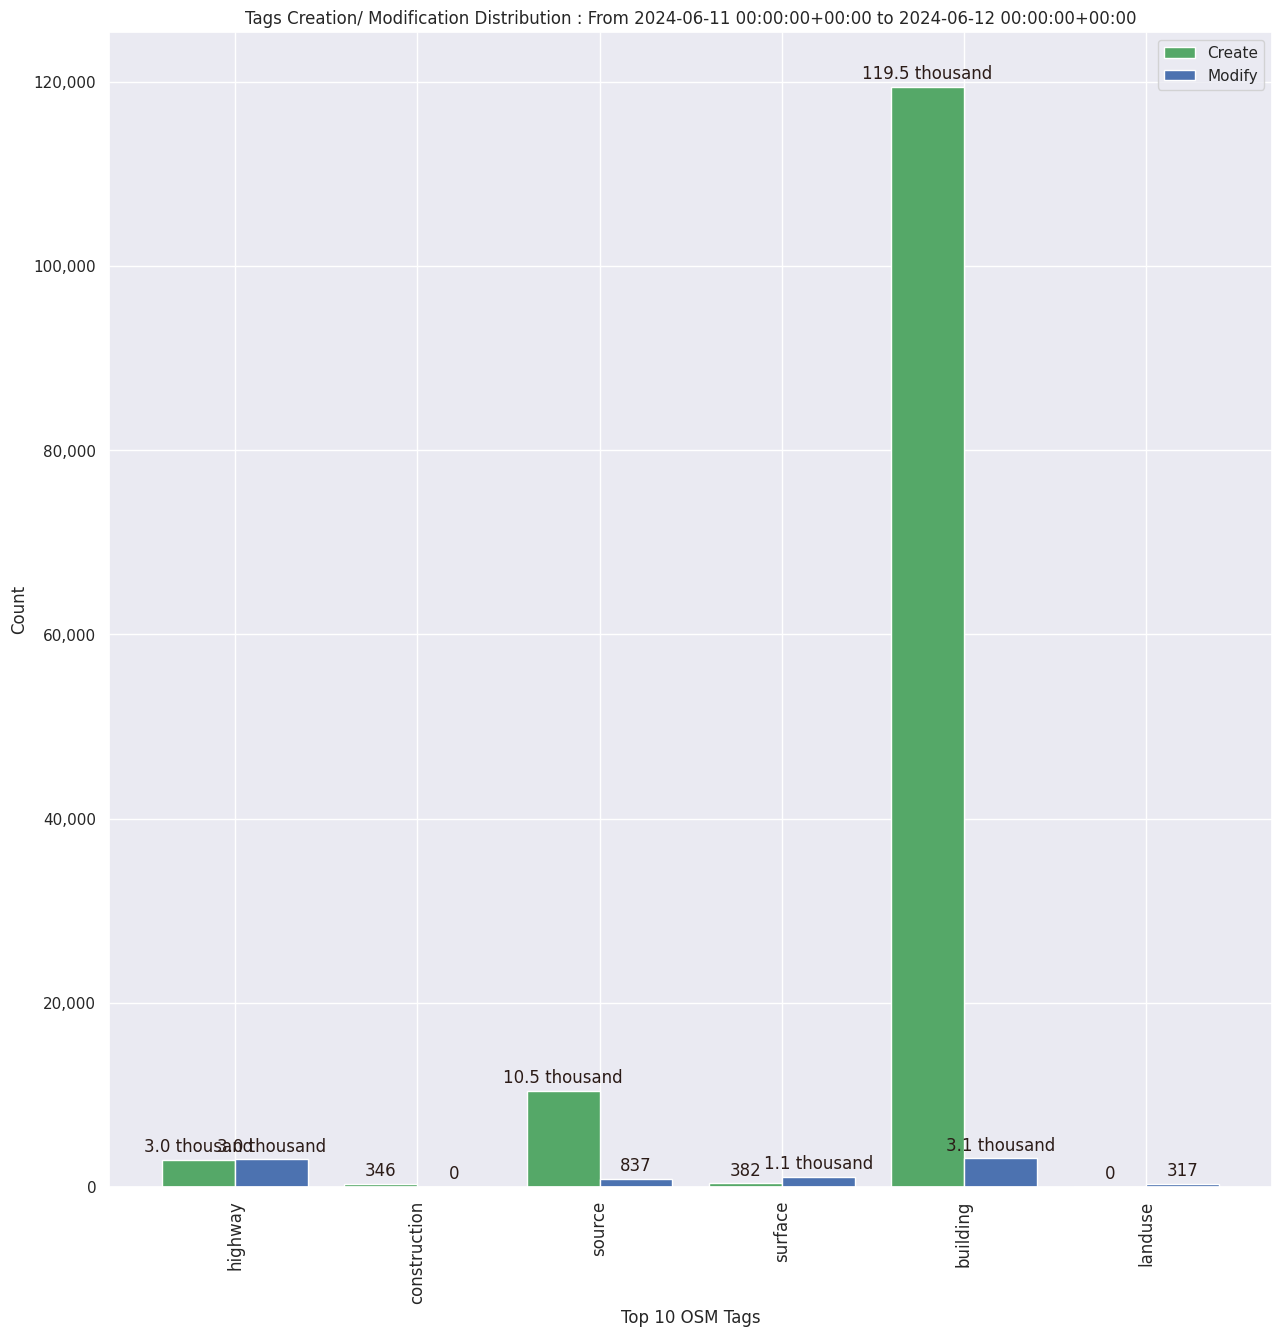 Tags Creation/ Modification Distribution : From 2024-06-11 00:00:00+00:00 to 2024-06-12 00:00:00+00:00
Create
Modify
Count
120,000
100,000
80,000
60,000
40,000
20,000
0
3.0 thousand
3.0 thousand
346
0
10.5 thousand
837
382
1.1 thousand
119.5 thousand
3.1 thousand
0
317
highway
construction
source
surface
building
landuse
Top 10 OSM Tags